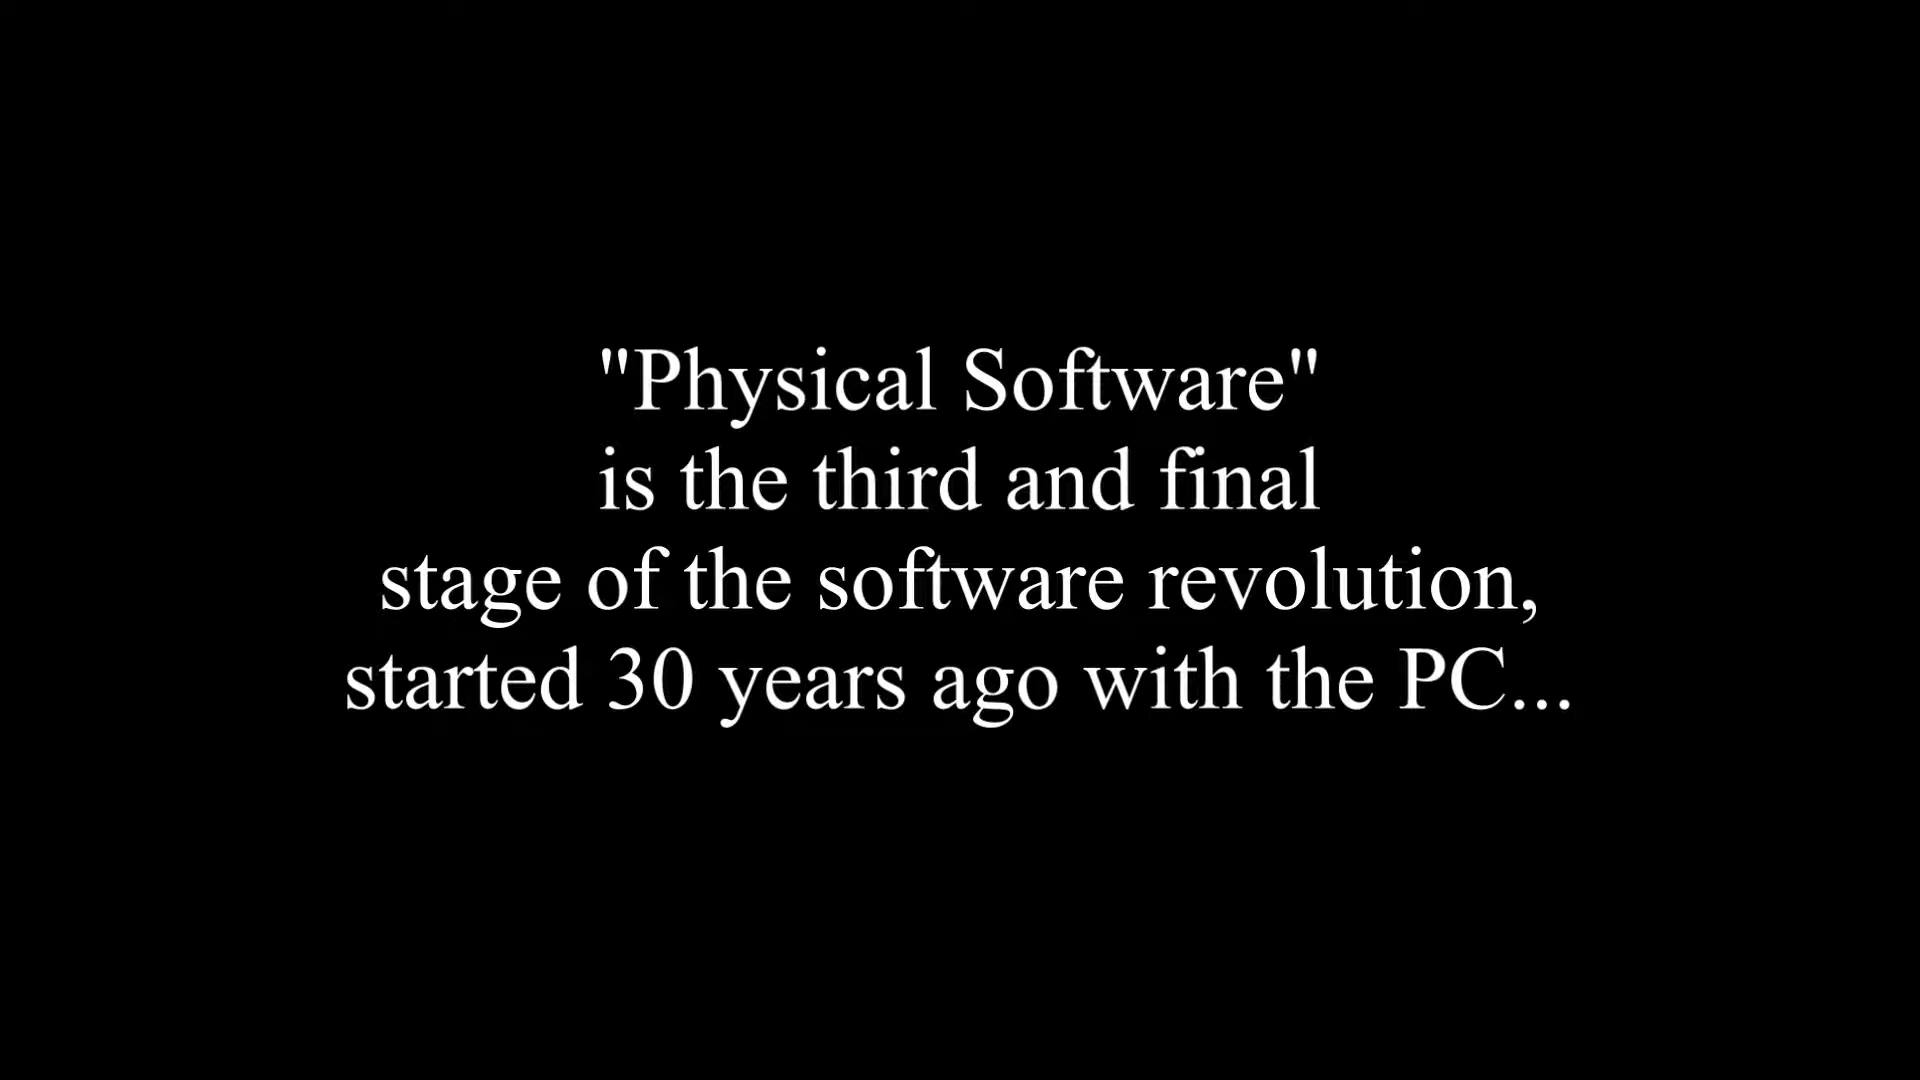 "Physical Software"
is the third and final
stage of the software revolution,
started 30 years ago with the PC...